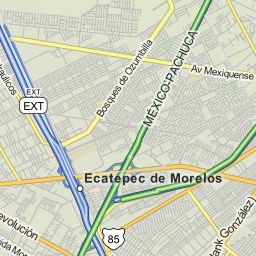 Bosques de Ozumbilla
MÉXICO-PACHUCA
Av Mexiquense
EXT
EXT
Ecatepec de Morelos
85